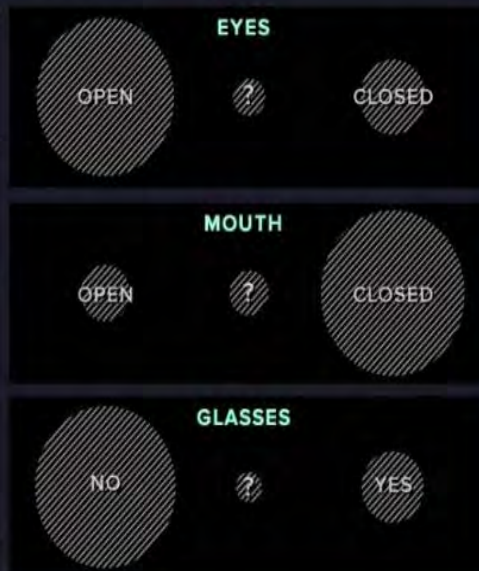 EYES
OPEN ? CLOSED
MOUTH
OPEN ? CLOSED
GLASSES
NO ? YES